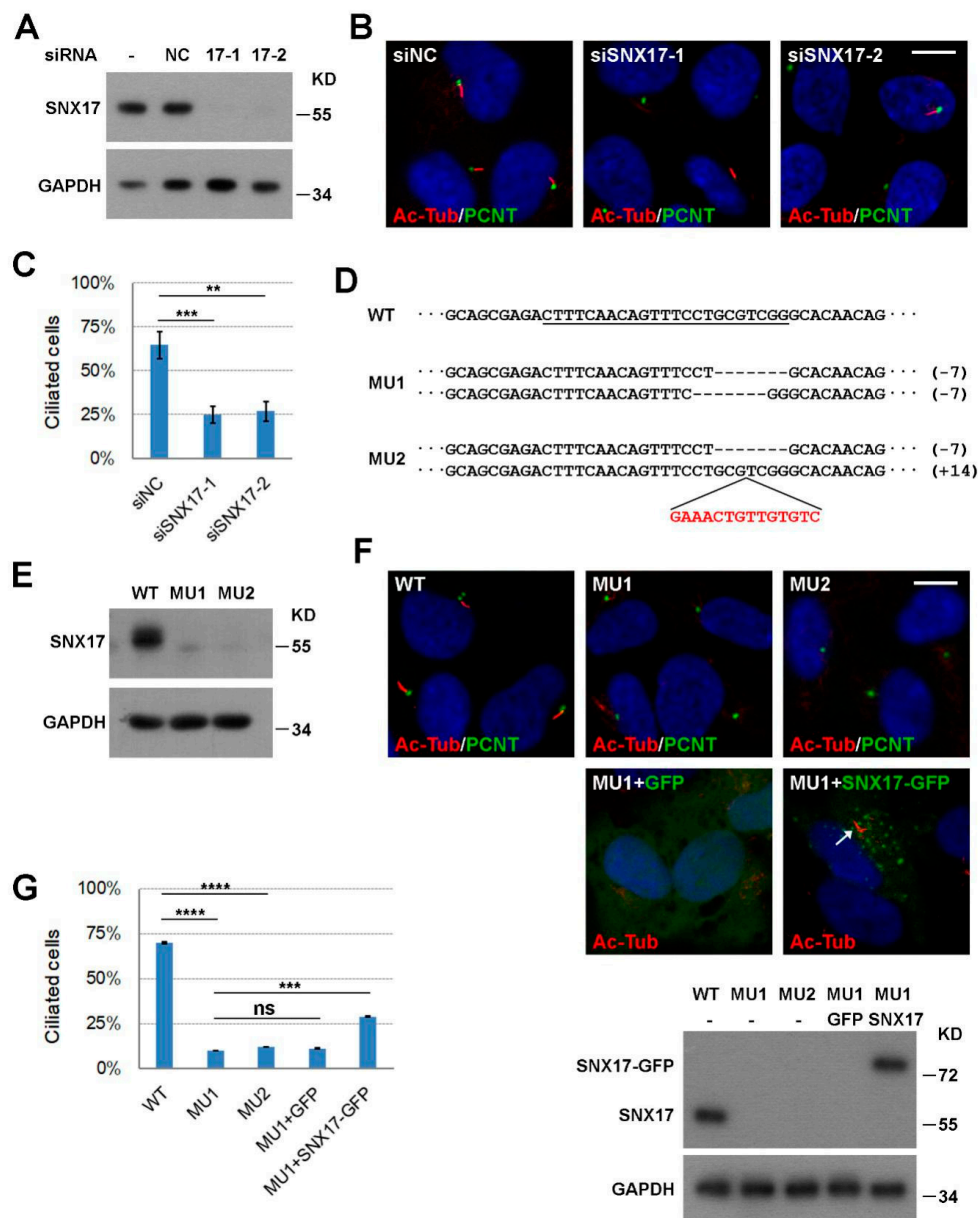 A
siRNA - NC 17-1 17-2
KD
SNX17
—55
GAPDH
—34
B
siNC
Ac-Tub/PCNT
siSNX17-1
Ac-Tub/PCNT
siSNX17-2
Ac-Tub/PCNT
C
Ciliated cells
100%
75%
50%
25%
0%
**
***
siNC
siSNX17-1
siSNX17-2
D
WT ···GCAGCGAGACTTTCAACAGTTTCCTGCGTCGGGCACAACAG···
MU1 ···GCAGCGAGACTTTCAACAGTTTCCT-------GCACAACAG··· (-7)
···GCAGCGAGACTTTCAACAGTTTC-------GGGCACAACAG··· (-7)
MU2 ···GCAGCGAGACTTTCAACAGTTTCCT-------GCACAACAG··· (-7)
···GCAGCGAGACTTTCAACAGTTTCCTGCGTCGGGCACAACAG··· (+14)
GAAACTGTTGTGTC
E
WT MU1 MU2
KD
SNX17
—55
GAPDH
—34
F
WT
Ac-Tub/PCNT
MU1
Ac-Tub/PCNT
MU2
Ac-Tub/PCNT
MU1+GFP
Ac-Tub
MU1+SNX17-GFP
Ac-Tub
G
Ciliated cells
100%
75%
50%
25%
0%
****
****
***
ns
WT
MU1
MU2
MU1+GFP
MU1+SNX17-GFP
WT MU1 MU2 MU1 MU1
- - - GFP SNX17
KD
SNX17-GFP
—72
SNX17
—55
GAPDH
—34